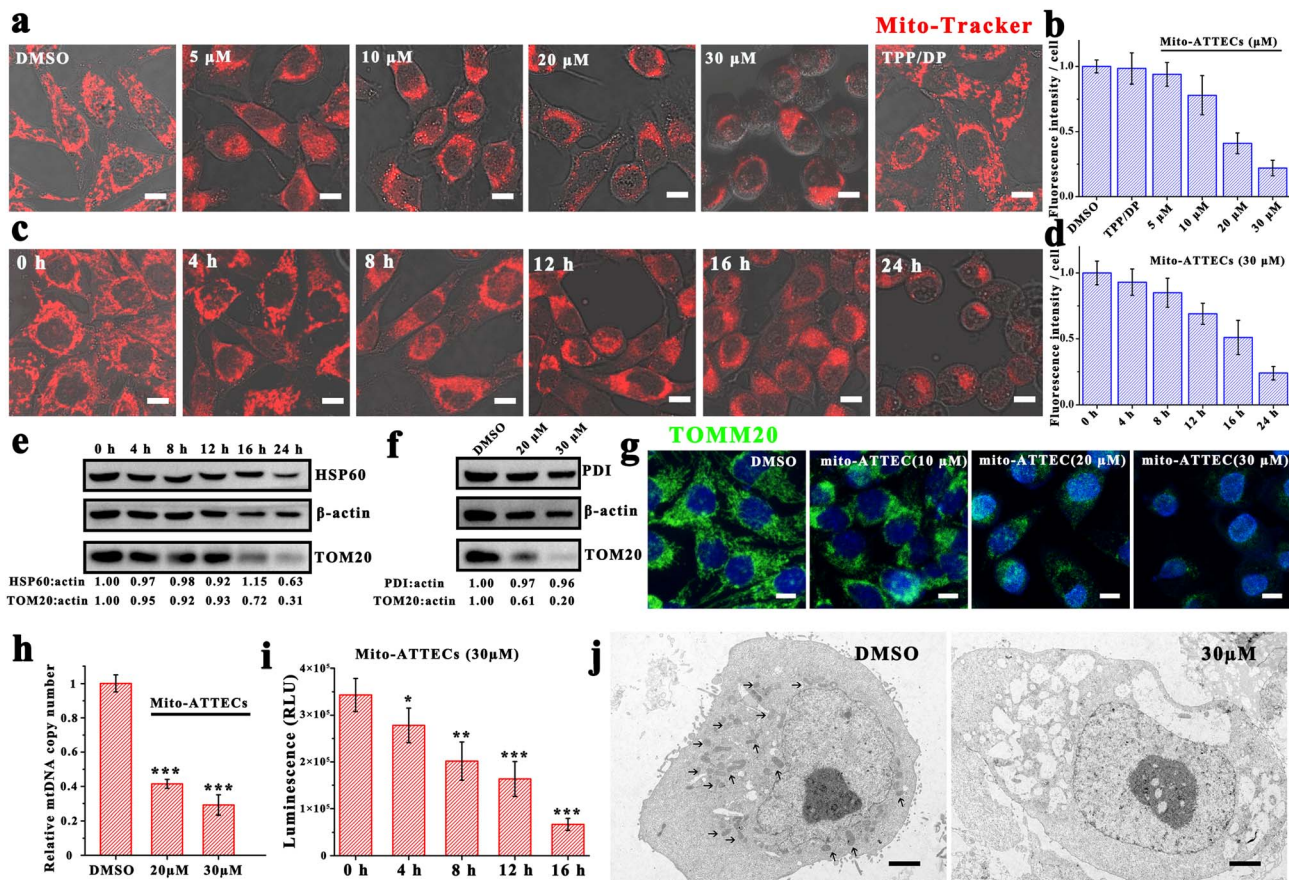 a
Mito-Tracker
DMSO
5 μM
10 μM
20 μM
30 μM
TPP/DP
b
Mito-ATTECs (μM)
Fluorescence intensity / cell
1.0
0.5
0.0
DMSO
TPP/DP
5 μM
10 μM
20 μM
30 μM
c
0 h
4 h
8 h
12 h
16 h
24 h
d
Mito-ATTECs (30 μM)
Fluorescence intensity / cell
1.0
0.5
0.0
0 h
4 h
8 h
12 h
16 h
24 h
e
0 h 4 h 8 h 12 h 16 h 24 h
HSP60
β-actin
TOM20
HSP60:actin 1.00 0.97 0.98 0.92 1.15 0.63
TOM20:actin 1.00 0.95 0.92 0.93 0.72 0.31
f
DMSO 20 μM 30 μM
PDI
β-actin
TOM20
PDI:actin 1.00 0.97 0.96
TOM20:actin 1.00 0.61 0.20
TOMM20
g
DMSO
mito-ATTEC(10 μM)
mito-ATTEC(20 μM)
mito-ATTEC(30 μM)
h
Mito-ATTECs
Relative mtDNA copy number
1
0.8
0.6
0.4
0.2
0
***
***
DMSO 20μM 30μM
i
Mito-ATTECs (30μM)
Luminescence (RLU)
4×10⁵
3×10⁵
2×10⁵
1×10⁵
0
*
**
***
***
0 h 4 h 8 h 12 h 16 h
j
DMSO
30μM